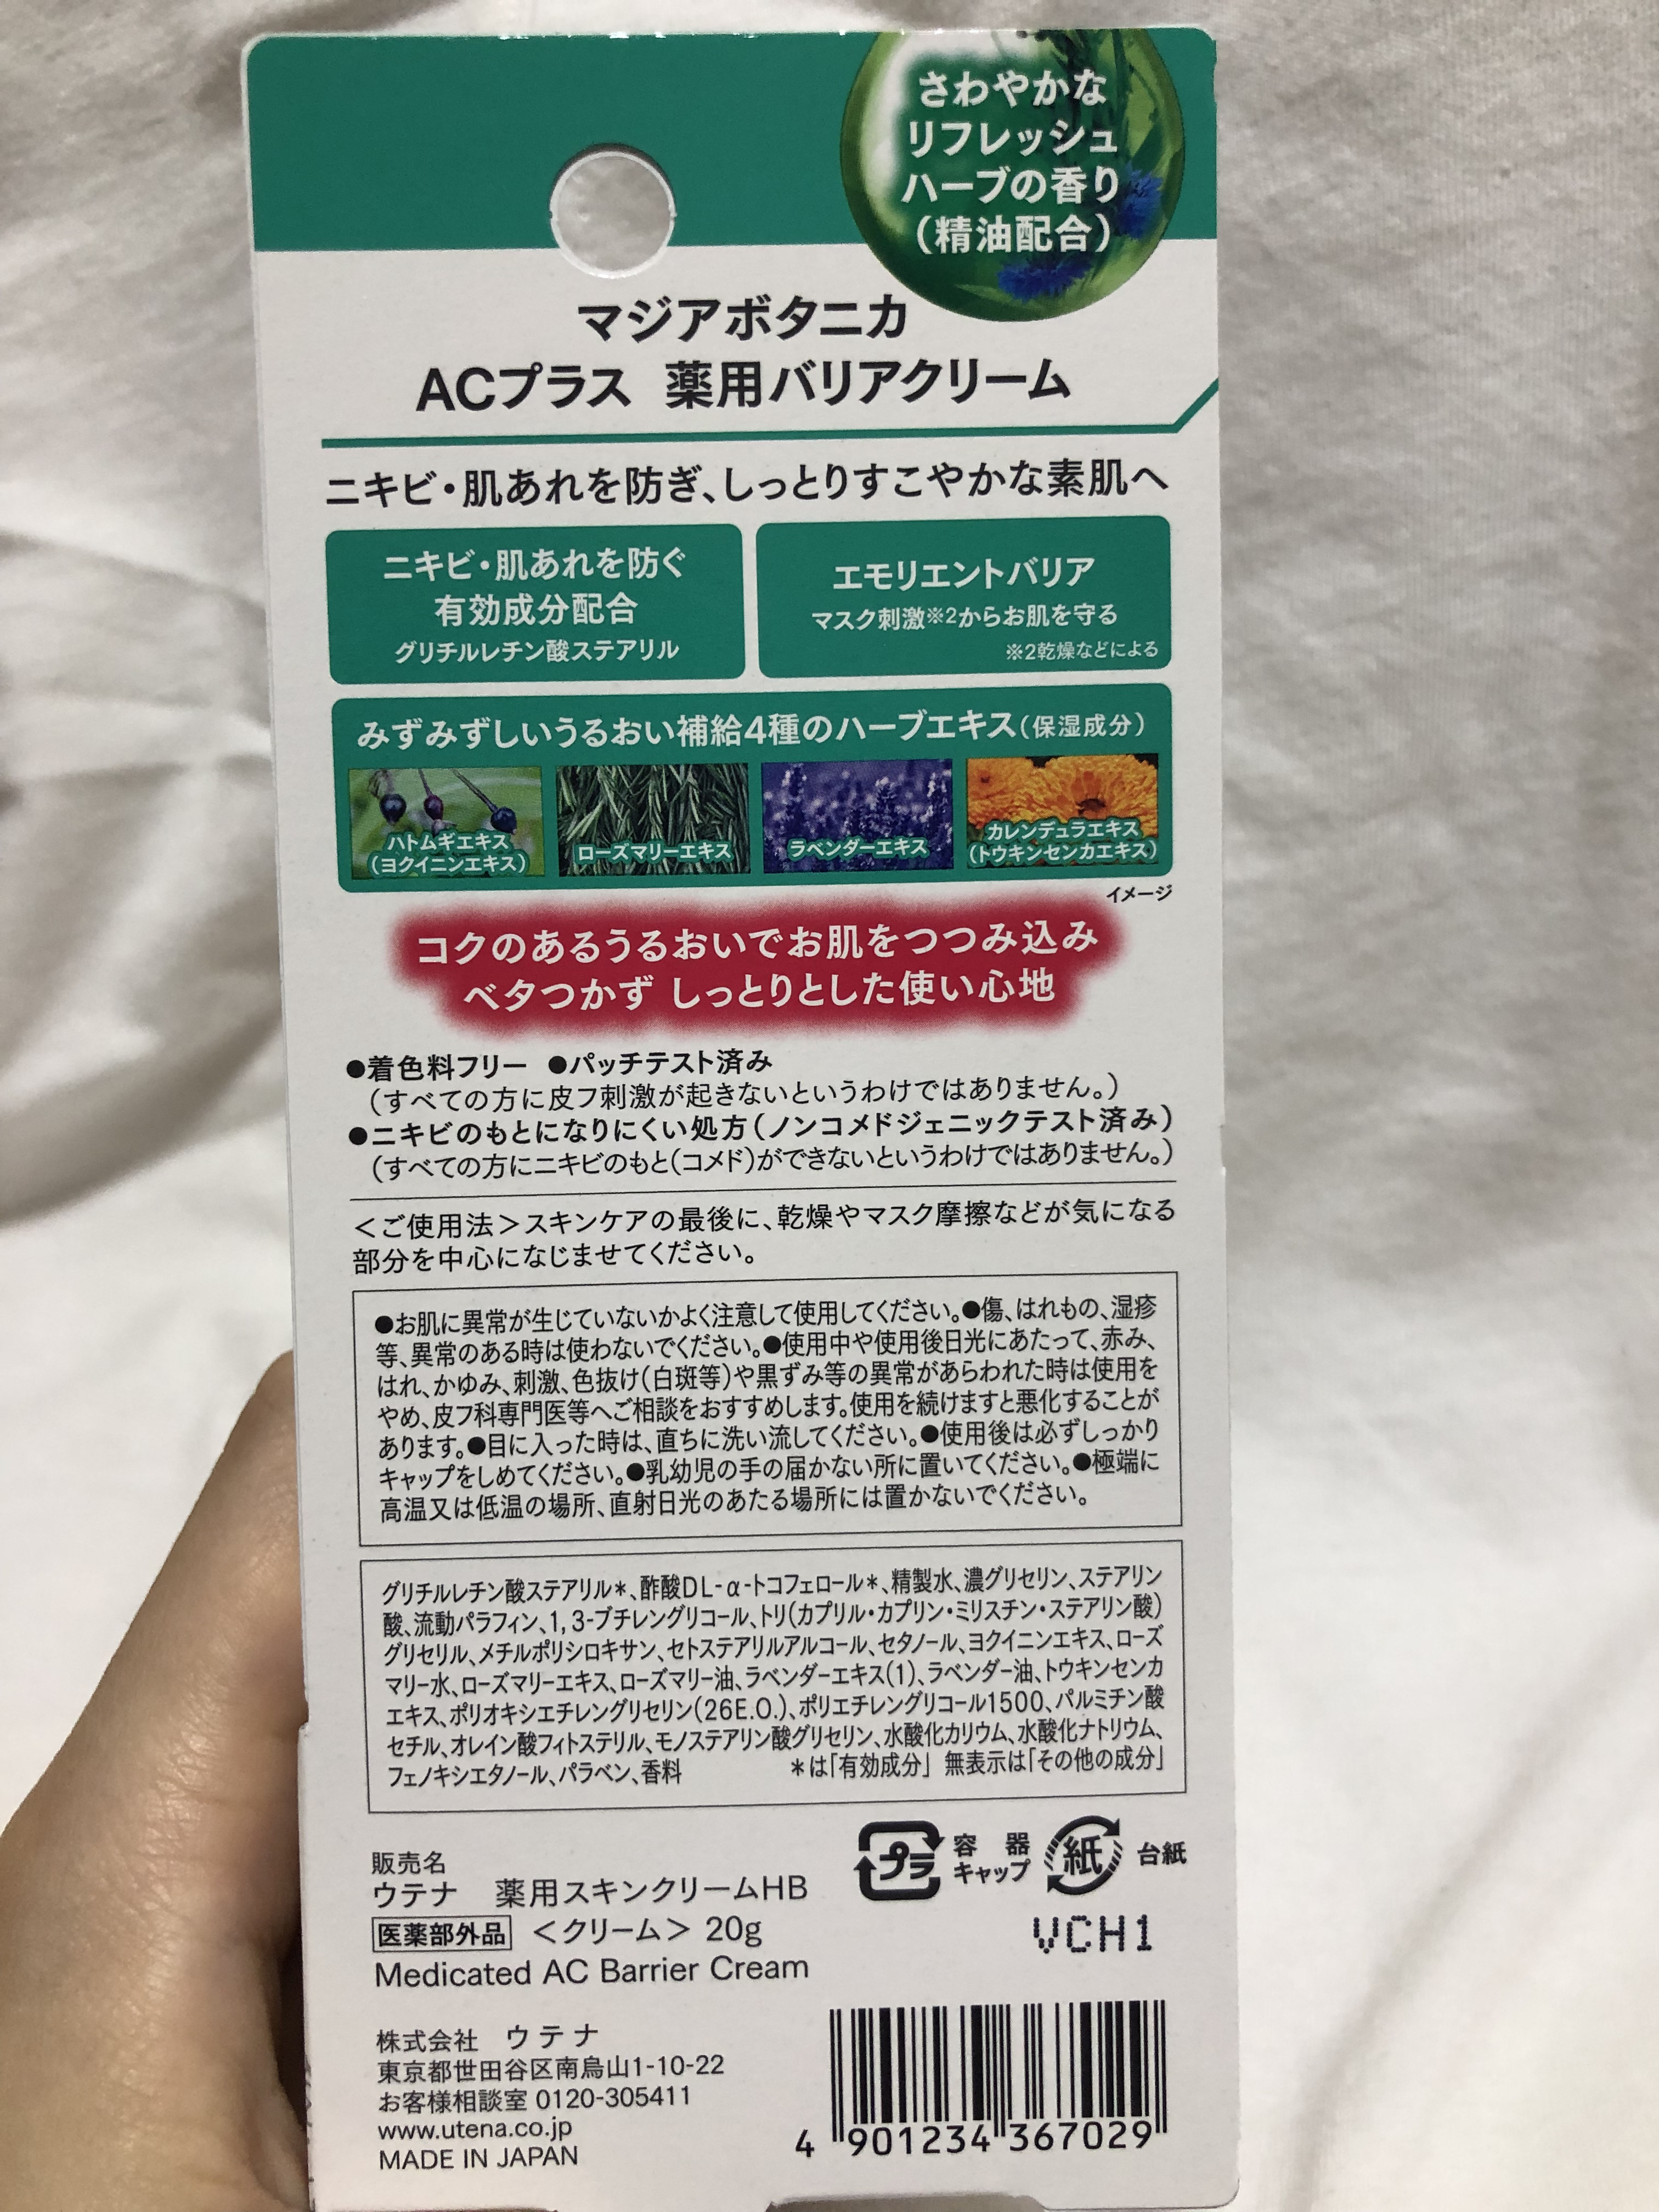 さわやかな
リフレッシュ
ハーブの香り
(精油配合)
マジアボタニカ
ACプラス 薬用バリアクリーム
ニキビ・肌あれを防ぎ、しっとりすこやかな素肌へ
ニキビ・肌あれを防ぐ
有効成分配合
グリチルレチン酸ステアリル
エモリエントバリア
マスク刺激※2からお肌を守る
※2乾燥などによる
みずみずしいうるおい補給4種のハーブエキス(保湿成分)
ハトムギエキス
(ヨクイニンエキス)
ローズマリーエキス
ラベンダーエキス
カレンデュラエキス
(トウキンセンカエキス)
イメージ
コクのあるうるおいでお肌をつつみ込み
ベタつかず しっとりとした使い心地
●着色料フリー ●パッチテスト済み
(すべての方に皮フ刺激が起きないというわけではありません。)
●ニキビのもとになりにくい処方(ノンコメドジェニックテスト済み)
(すべての方にニキビのもと(コメド)ができないというわけではありません。)
<ご使用法>スキンケアの最後に、乾燥やマスク摩擦などが気になる
部分を中心になじませてください。
●お肌に異常が生じていないかよく注意して使用してください。●傷、はれもの、湿疹
等、異常のある時は使わないでください。●使用中や使用後日光にあたって、赤み、
はれ、かゆみ、刺激、色抜け(白斑等)や黒ずみ等の異常があらわれた時は使用を
やめ、皮フ科専門医等へご相談をおすすめします。使用を続けますと悪化することが
あります。●目に入った時は、直ちに洗い流してください。●使用後は必ずしっかり
キャップをしめてください。●乳幼児の手の届かない所に置いてください。●極端に
高温又は低温の場所、直射日光のあたる場所には置かないでください。
グリチルレチン酸ステアリル*、酢酸DL-α-トコフェロール*、精製水、濃グリセリン、ステアリン
酸、流動パラフィン、1,3-ブチレングリコール、トリ(カプリル・カプリン・ミリスチン・ステアリン酸)
グリセリル、メチルポリシロキサン、セトステアリルアルコール、セタノール、ヨクイニンエキス、ローズ
マリー水、ローズマリーエキス、ローズマリー油、ラベンダーエキス(1)、ラベンダー油、トウキンセンカ
エキス、ポリオキシエチレングリセリン(26E.O.)、ポリエチレングリコール1500、パルミチン酸
セチル、オレイン酸フィトステリル、モノステアリン酸グリセリン、水酸化カリウム、水酸化ナトリウム、
フェノキシエタノール、パラベン、香料 *は「有効成分」 無表示は「その他の成分」
プラ 容器 キャップ 紙 台紙
販売名
ウテナ 薬用スキンクリームHB
医薬部外品 <クリーム> 20g
VCH1
Medicated AC Barrier Cream
株式会社 ウテナ
東京都世田谷区南烏山1-10-22
お客様相談室 0120-305411
www.utena.co.jp
MADE IN JAPAN
4 901234 367029